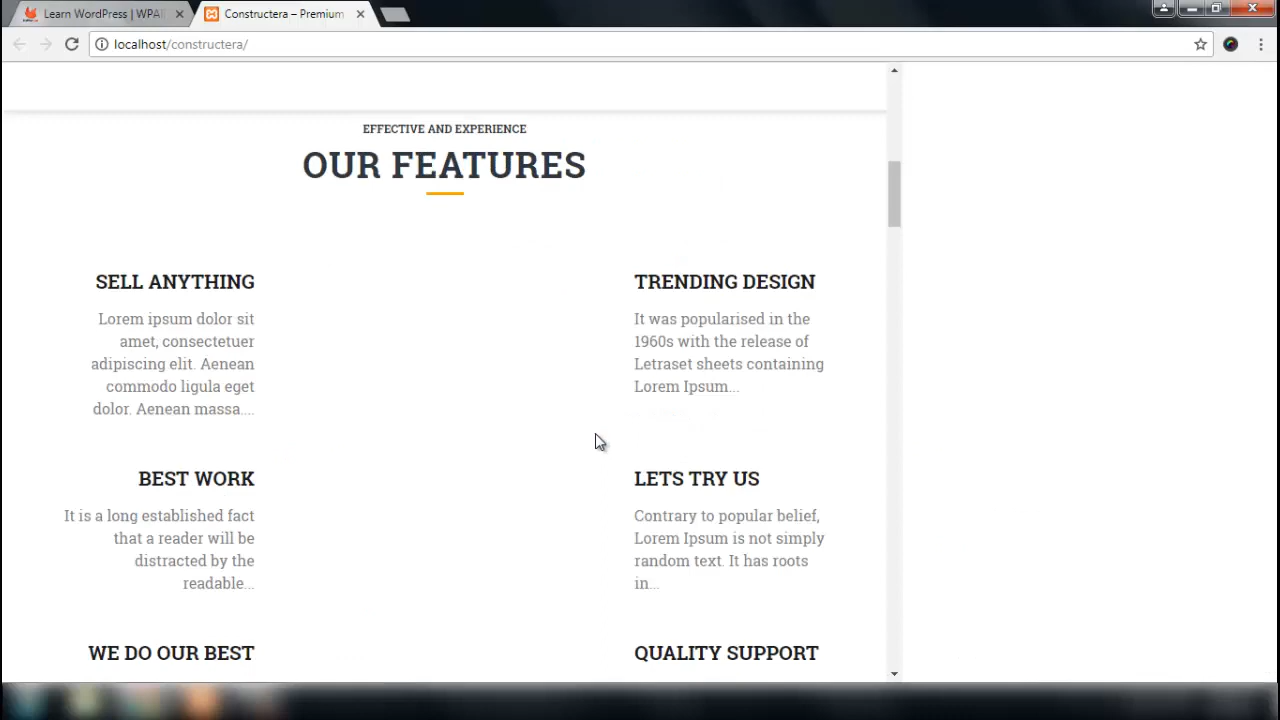 Learn WordPress | WPAll
Constructera – Premium
localhost/constructera/
EFFECTIVE AND EXPERIENCE
OUR FEATURES
SELL ANYTHING
Lorem ipsum dolor sit
amet, consectetuer
adipiscing elit. Aenean
commodo ligula eget
dolor. Aenean massa....
TRENDING DESIGN
It was popularised in the
1960s with the release of
Letraset sheets containing
Lorem Ipsum...
BEST WORK
It is a long established fact
that a reader will be
distracted by the
readable...
LETS TRY US
Contrary to popular belief,
Lorem Ipsum is not simply
random text. It has roots
in...
WE DO OUR BEST
QUALITY SUPPORT